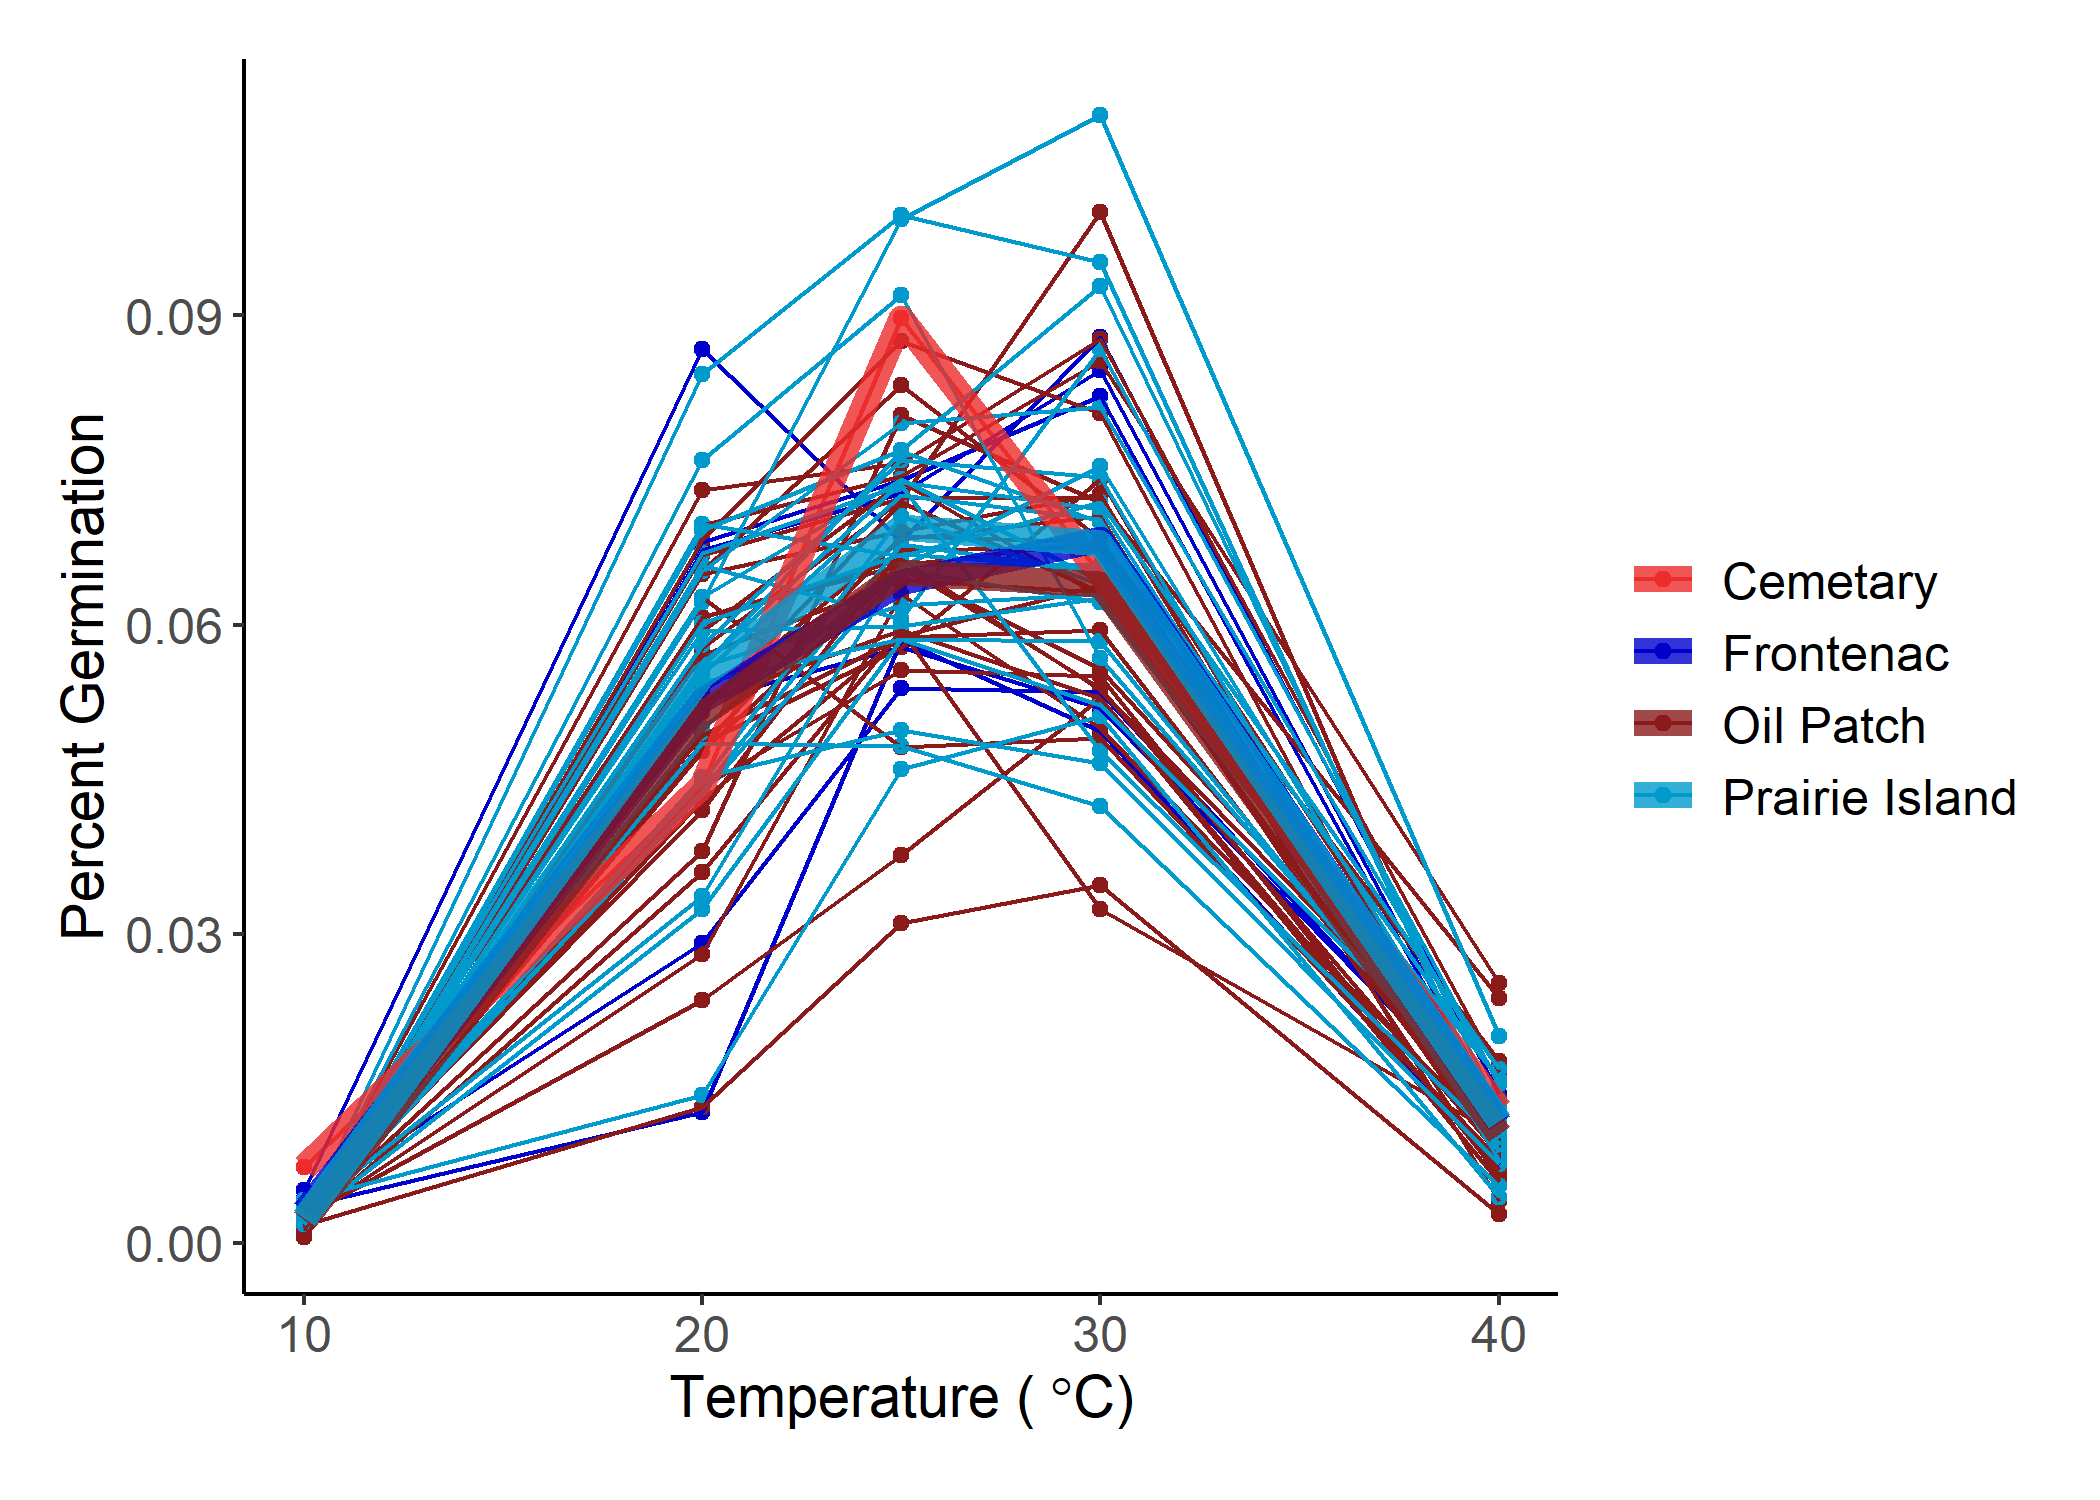 Percent Germination
0.09
0.06
0.03
0.00
10 20 30 40
Temperature ( °C)
Cemetary
Frontenac
Oil Patch
Prairie Island